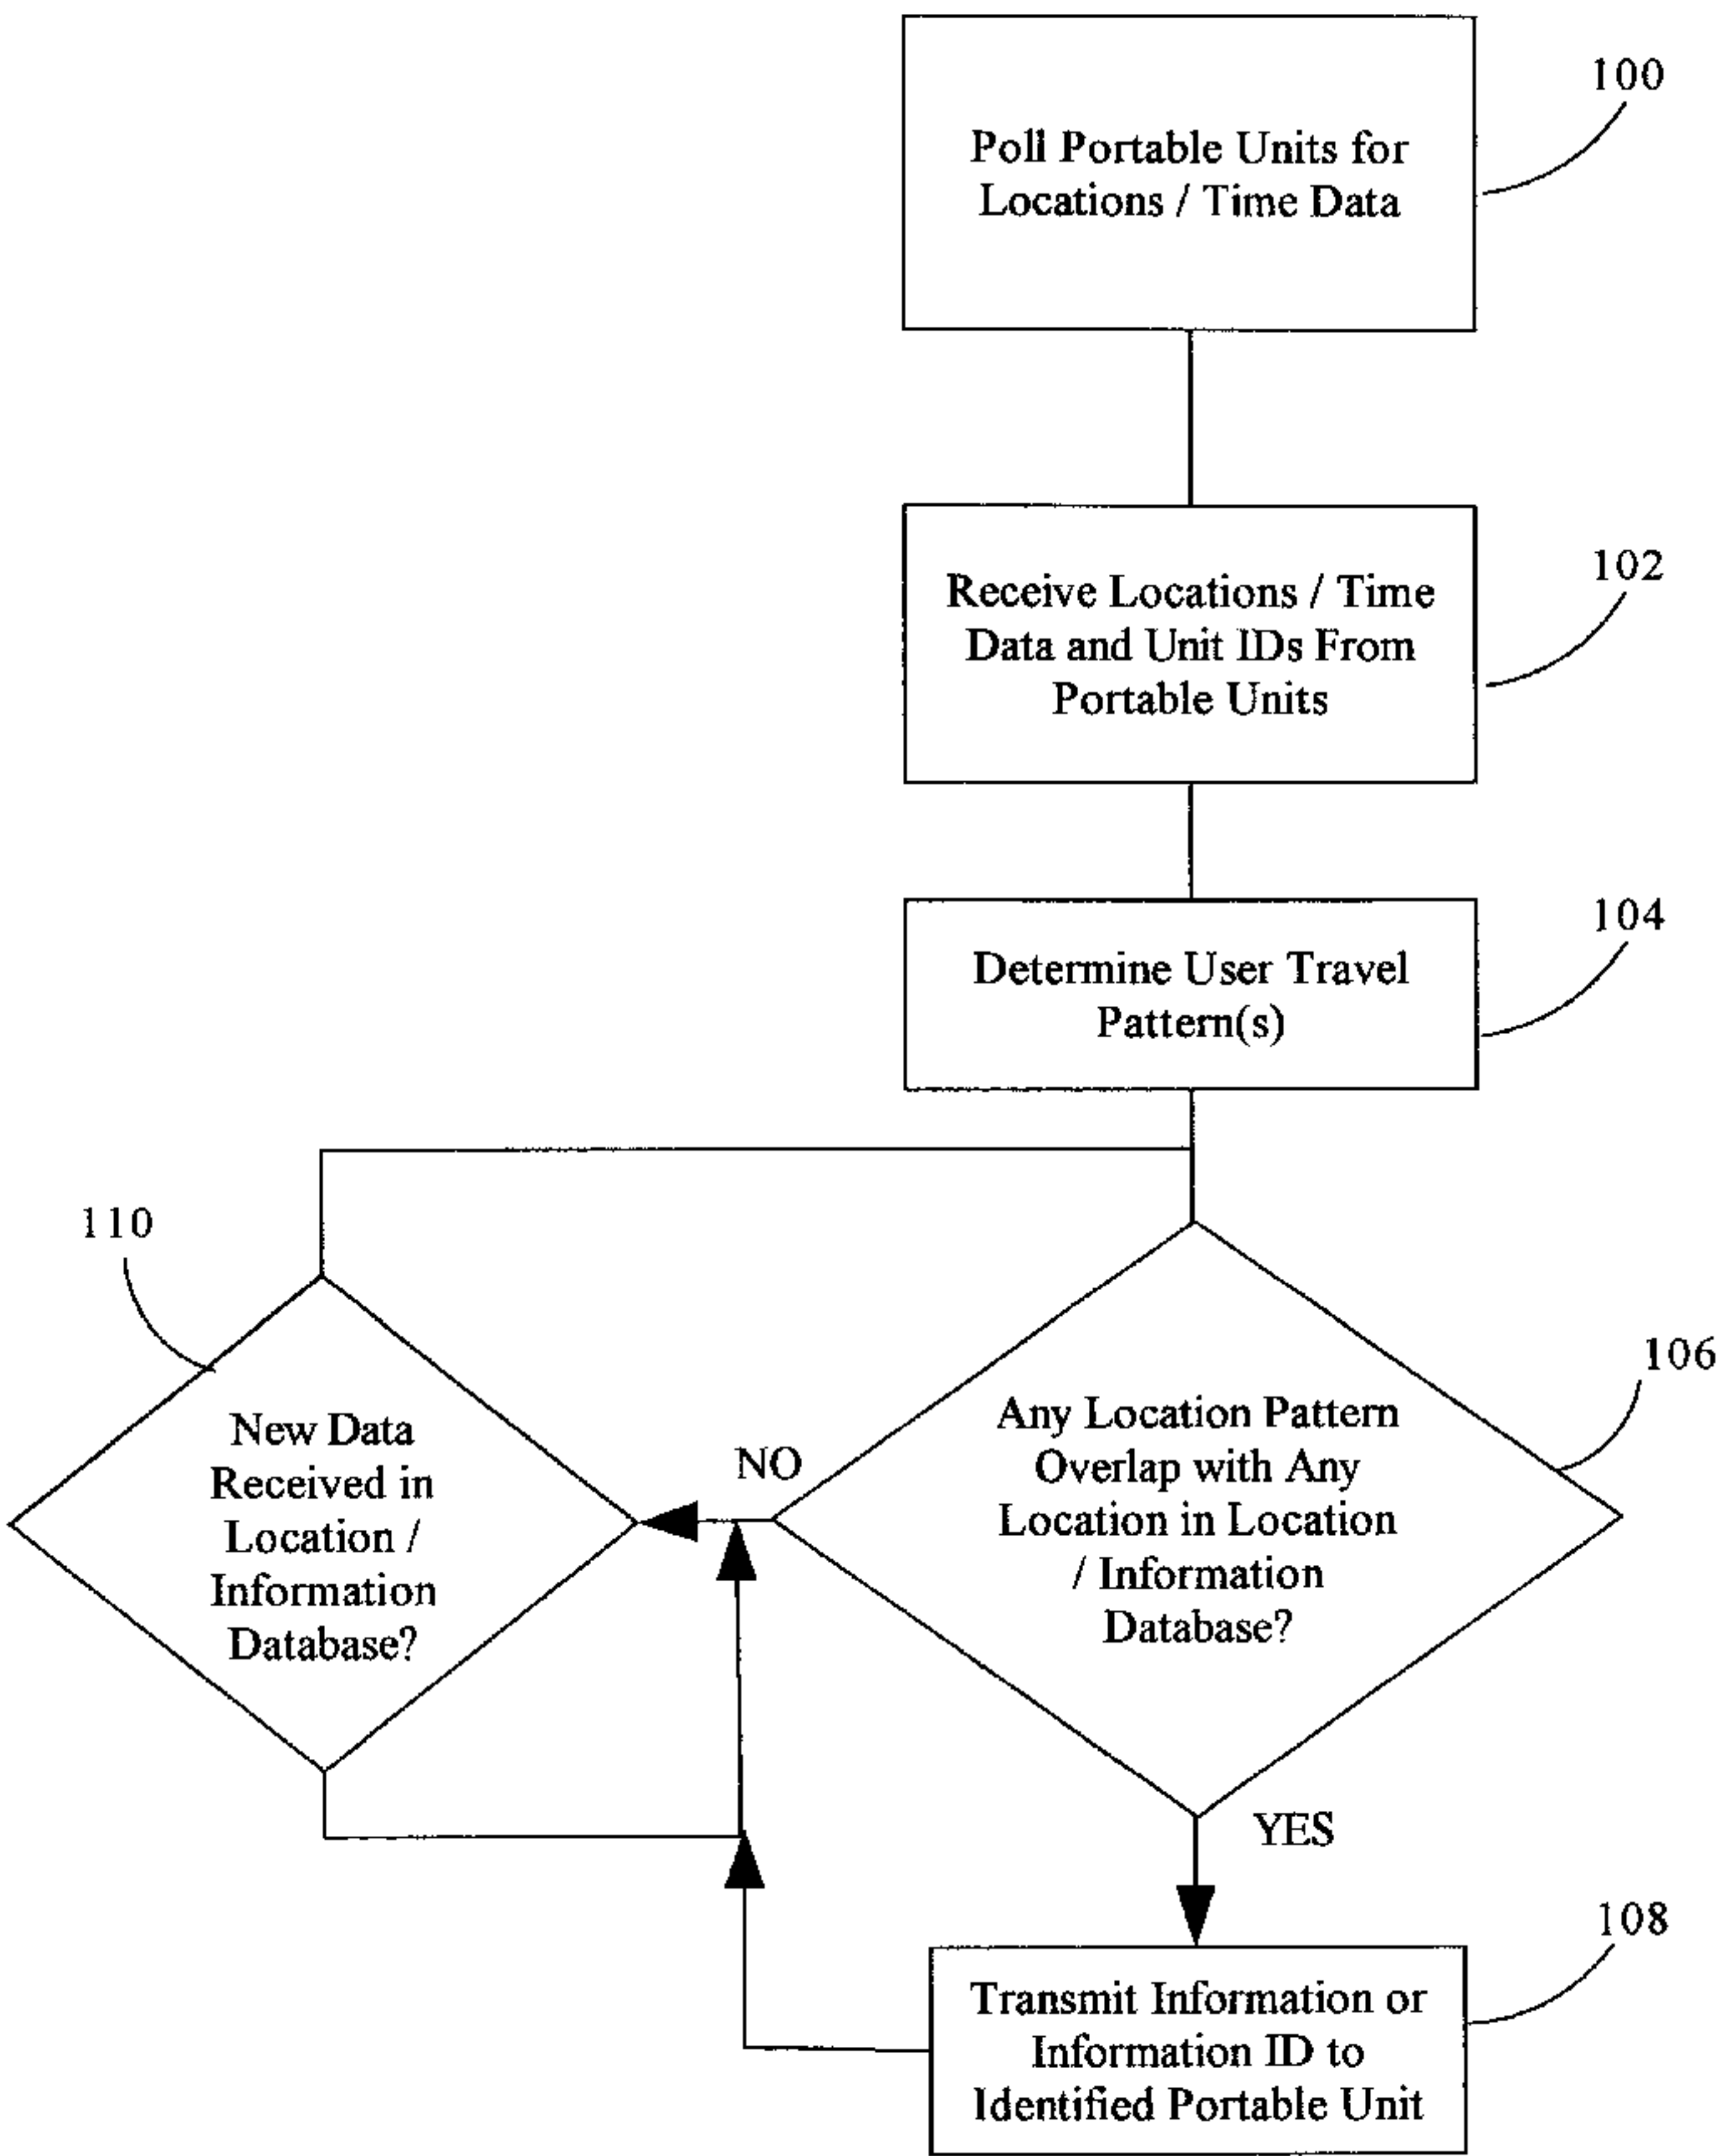 100
Poll Portable Units for
Locations / Time Data
102
Receive Locations / Time
Data and Unit IDs From
Portable Units
104
Determine User Travel
Pattern(s)
110
106
New Data
Received in
Location /
Information
Database?
NO
Any Location Pattern
Overlap with Any
Location in Location
/ Information
Database?
YES
108
Transmit Information or
Information ID to
Identified Portable Unit